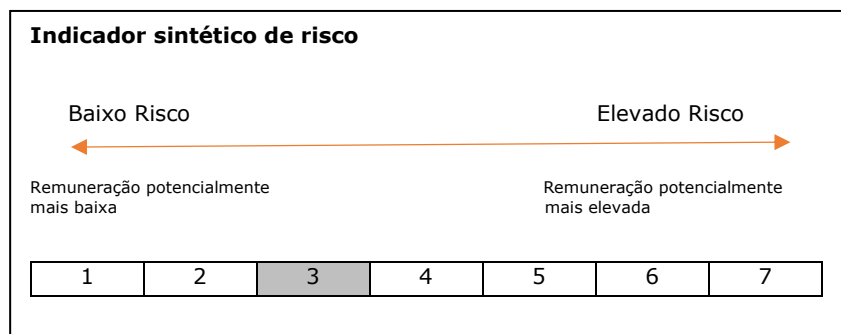 Indicador sintético de risco
Baixo Risco Elevado Risco
Remuneração potencialmente Remuneração potencialmente
mais baixa mais elevada
1 2 3 4 5 6 7